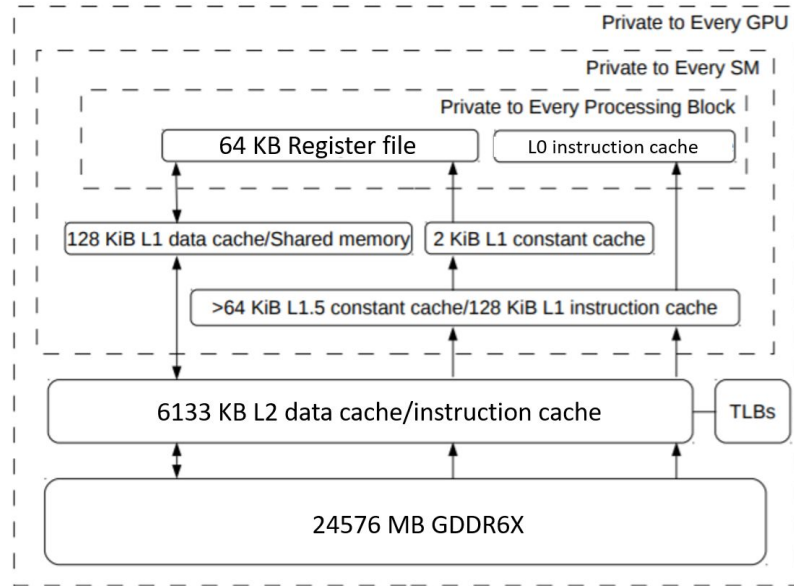 Private to Every GPU
Private to Every SM
Private to Every Processing Block
64 KB Register file
L0 instruction cache
128 KiB L1 data cache/Shared memory
2 KiB L1 constant cache
>64 KiB L1.5 constant cache/128 KiB L1 instruction cache
6133 KB L2 data cache/instruction cache
TLBs
24576 MB GDDR6X